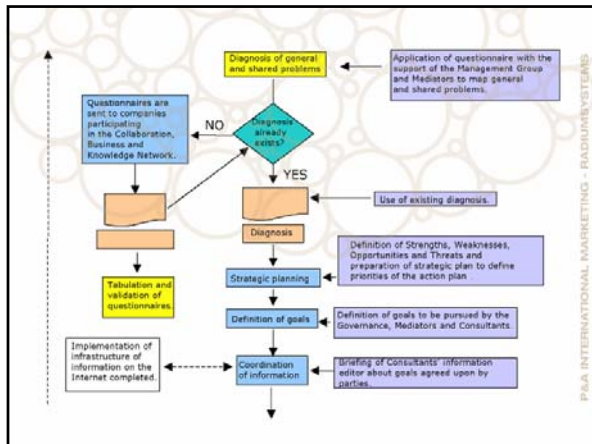 Diagnosis of general
and shared problems
Application of questionnaire with the
support of the Management Group
and Mediators to map general
and shared problems.
Questionnaires are
sent to companies
participating
in the Collaboration,
Business and
Knowledge Network.
NO
Diagnosis
already
exists?
YES
Use of existing diagnosis.
Diagnosis
Tabulation and
validation of
questionnaires.
Strategic planning
Definition of Strengths, Weaknesses,
Opportunities and Threats and
preparation of strategic plan to define
priorities of the action plan .
Definition of goals
Definition of goals to be pursued by the
Governance, Mediators and Consultants.
Implementation of
infrastructure of
information on
the Internet completed.
Coordination
of information
Briefing of Consultants' information
editor about goals agreed upon by
parties.
P&A INTERNATIONAL MARKETING - RADIUMSYSTEMS